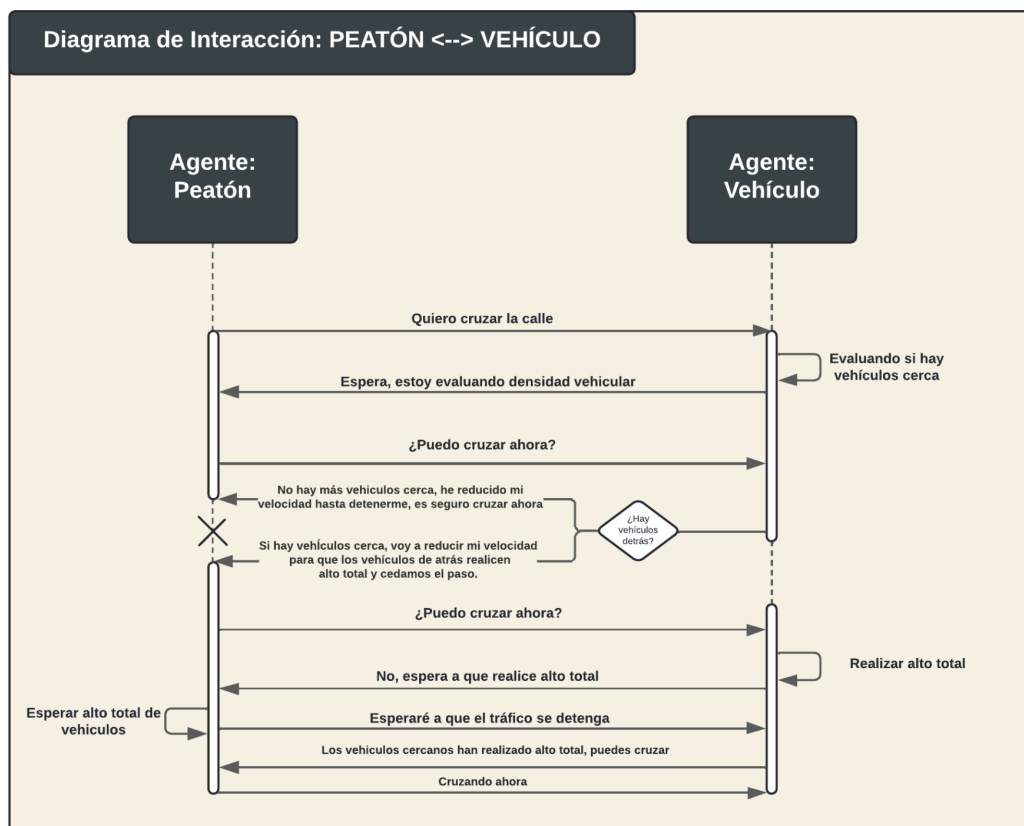 Diagrama de Interacción: PEATÓN <--> VEHÍCULO
Agente:
Peatón
Agente:
Vehículo
Quiero cruzar la calle
Evaluando si hay
vehículos cerca
Espera, estoy evaluando densidad vehicular
¿Puedo cruzar ahora?
No hay más vehiculos cerca, he reducido mi
velocidad hasta detenerme, es seguro cruzar ahora
¿Hay
vehículos
detrás?
Si hay vehículos cerca, voy a reducir mi velocidad
para que los vehículos de atrás realicen
alto total y cedamos el paso.
¿Puedo cruzar ahora?
Realizar alto total
No, espera a que realice alto total
Esperar alto total de
vehiculos
Esperaré a que el tráfico se detenga
Los vehiculos cercanos han realizado alto total, puedes cruzar
Cruzando ahora